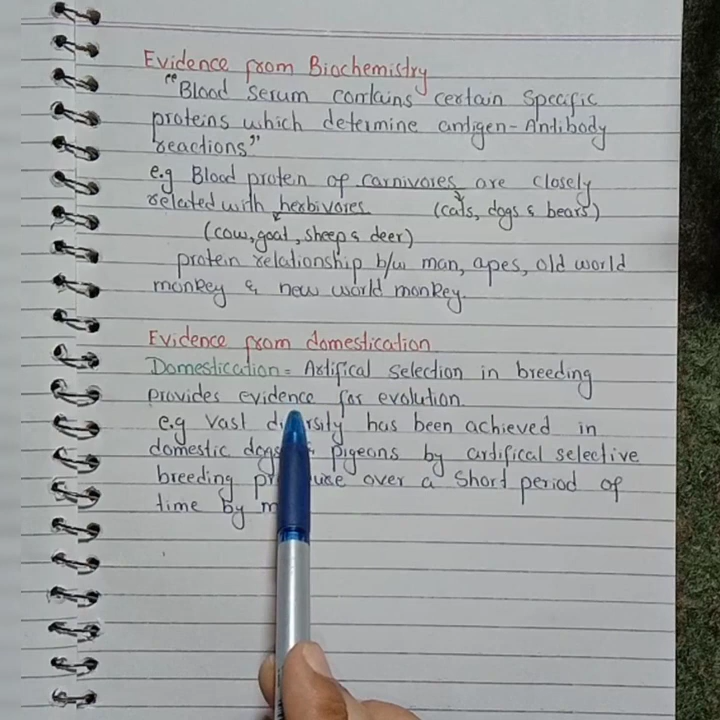 Evidence from Biochemistry
"Blood Serum contains certain specific
proteins which determine antigen-Antibody
reactions"
e.g Blood protein of carnivores are closely
related with herbivores (cats, dogs & bears)
(cow, goat, sheep & deer)
protein relationship b/w man, apes, old world
monkey & new world monkey.
Evidence from domestication
Domestication = Artifical selection in breeding
provides evidence for evolution.
e.g Vast has been achieved in
domestic dogs pigeons by artifical selective
breeding over a short period of
time by